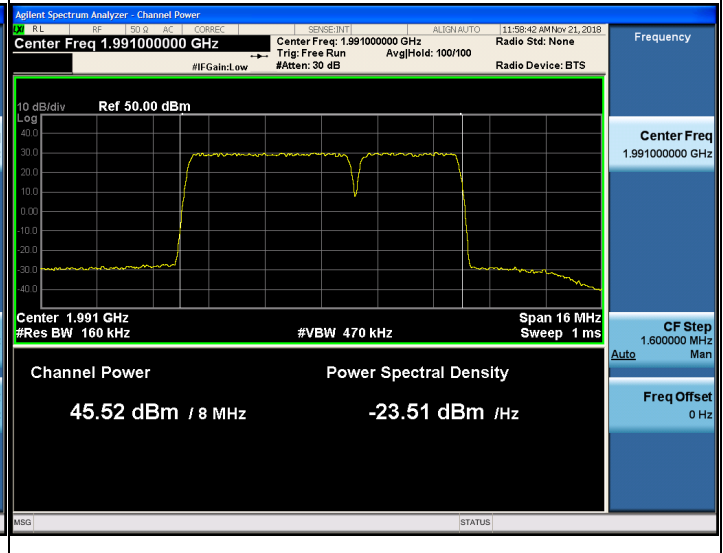 Agilent Spectrum Analyzer - Channel Power
LXI RL RF 50 Ω AC CORREC SENSE:INT ALIGN AUTO 11:58:42 AM Nov 21, 2018
Center Freq 1.991000000 GHz
Center Freq: 1.991000000 GHz Radio Std: None
Trig: Free Run Avg|Hold: 100/100
#IFGain:Low #Atten: 30 dB Radio Device: BTS
Frequency
10 dB/div Ref 50.00 dBm
Log
40.0
30.0
20.0
10.0
0.00
-10.0
-20.0
-30.0
-40.0
Center 1.991 GHz Span 16 MHz
#Res BW 160 kHz #VBW 470 kHz Sweep 1 ms
Channel Power Power Spectral Density
45.52 dBm / 8 MHz -23.51 dBm /Hz
Center Freq
1.991000000 GHz
CF Step
1.600000 MHz
Auto Man
Freq Offset
0 Hz
MSG STATUS